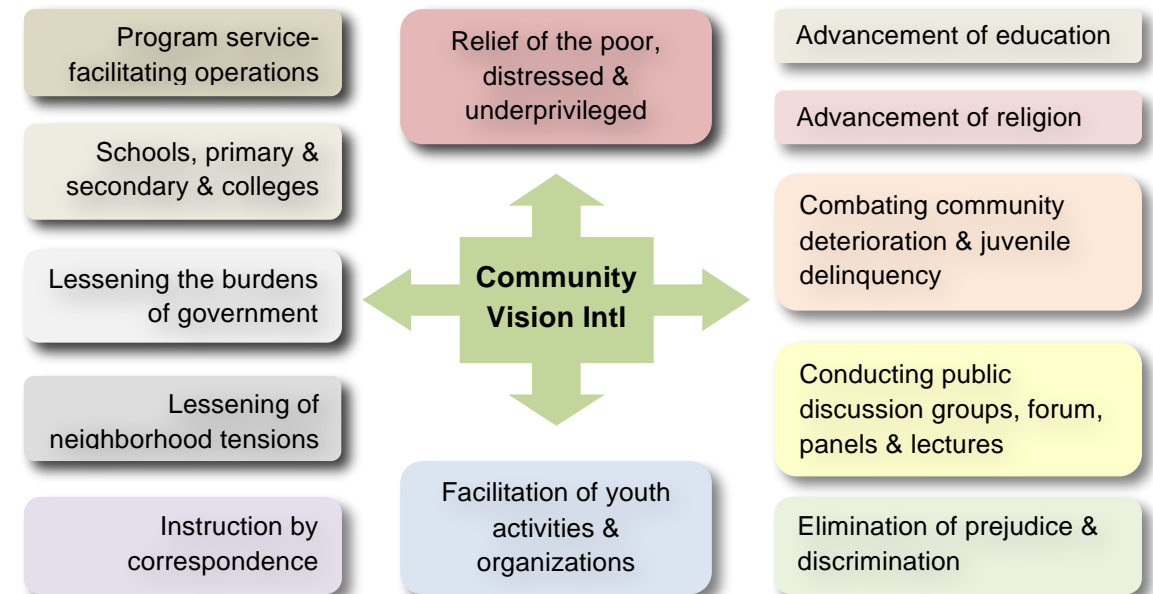 Program service-
facilitating operations
Schools, primary &
secondary & colleges
Lessening the burdens
of government
Lessening of
neighborhood tensions
Instruction by
correspondence
Relief of the poor,
distressed &
underprivileged
Community
Vision Intl
Facilitation of youth
activities &
organizations
Advancement of education
Advancement of religion
Combating community
deterioration & juvenile
delinquency
Conducting public
discussion groups, forum,
panels & lectures
Elimination of prejudice &
discrimination